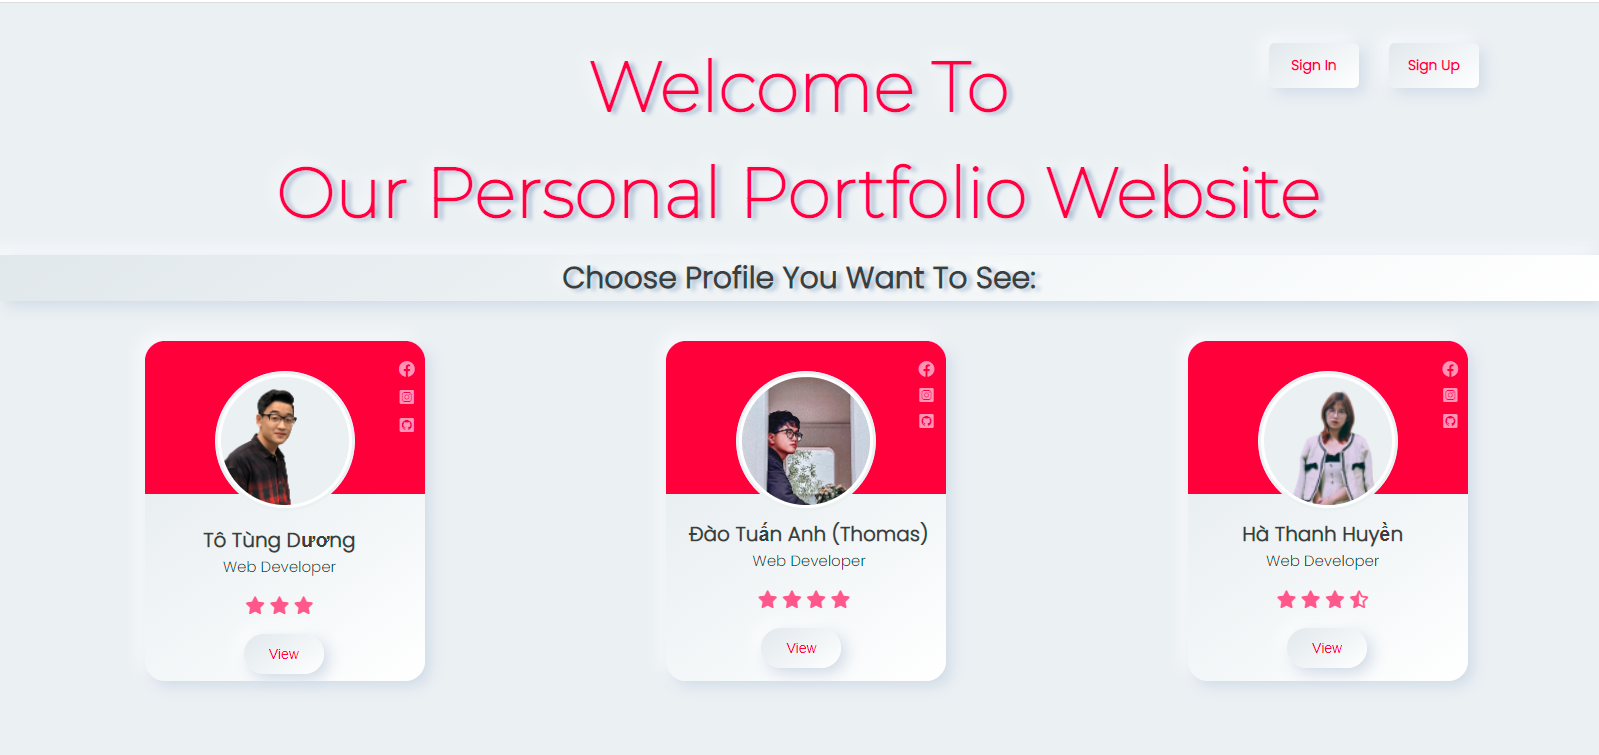 Sign In
Sign Up
Welcome To
Our Personal Portfolio Website
Choose Profile You Want To See:
Tô Tùng Dương
Web Developer
View
Đào Tuấn Anh (Thomas)
Web Developer
View
Hà Thanh Huyền
Web Developer
View